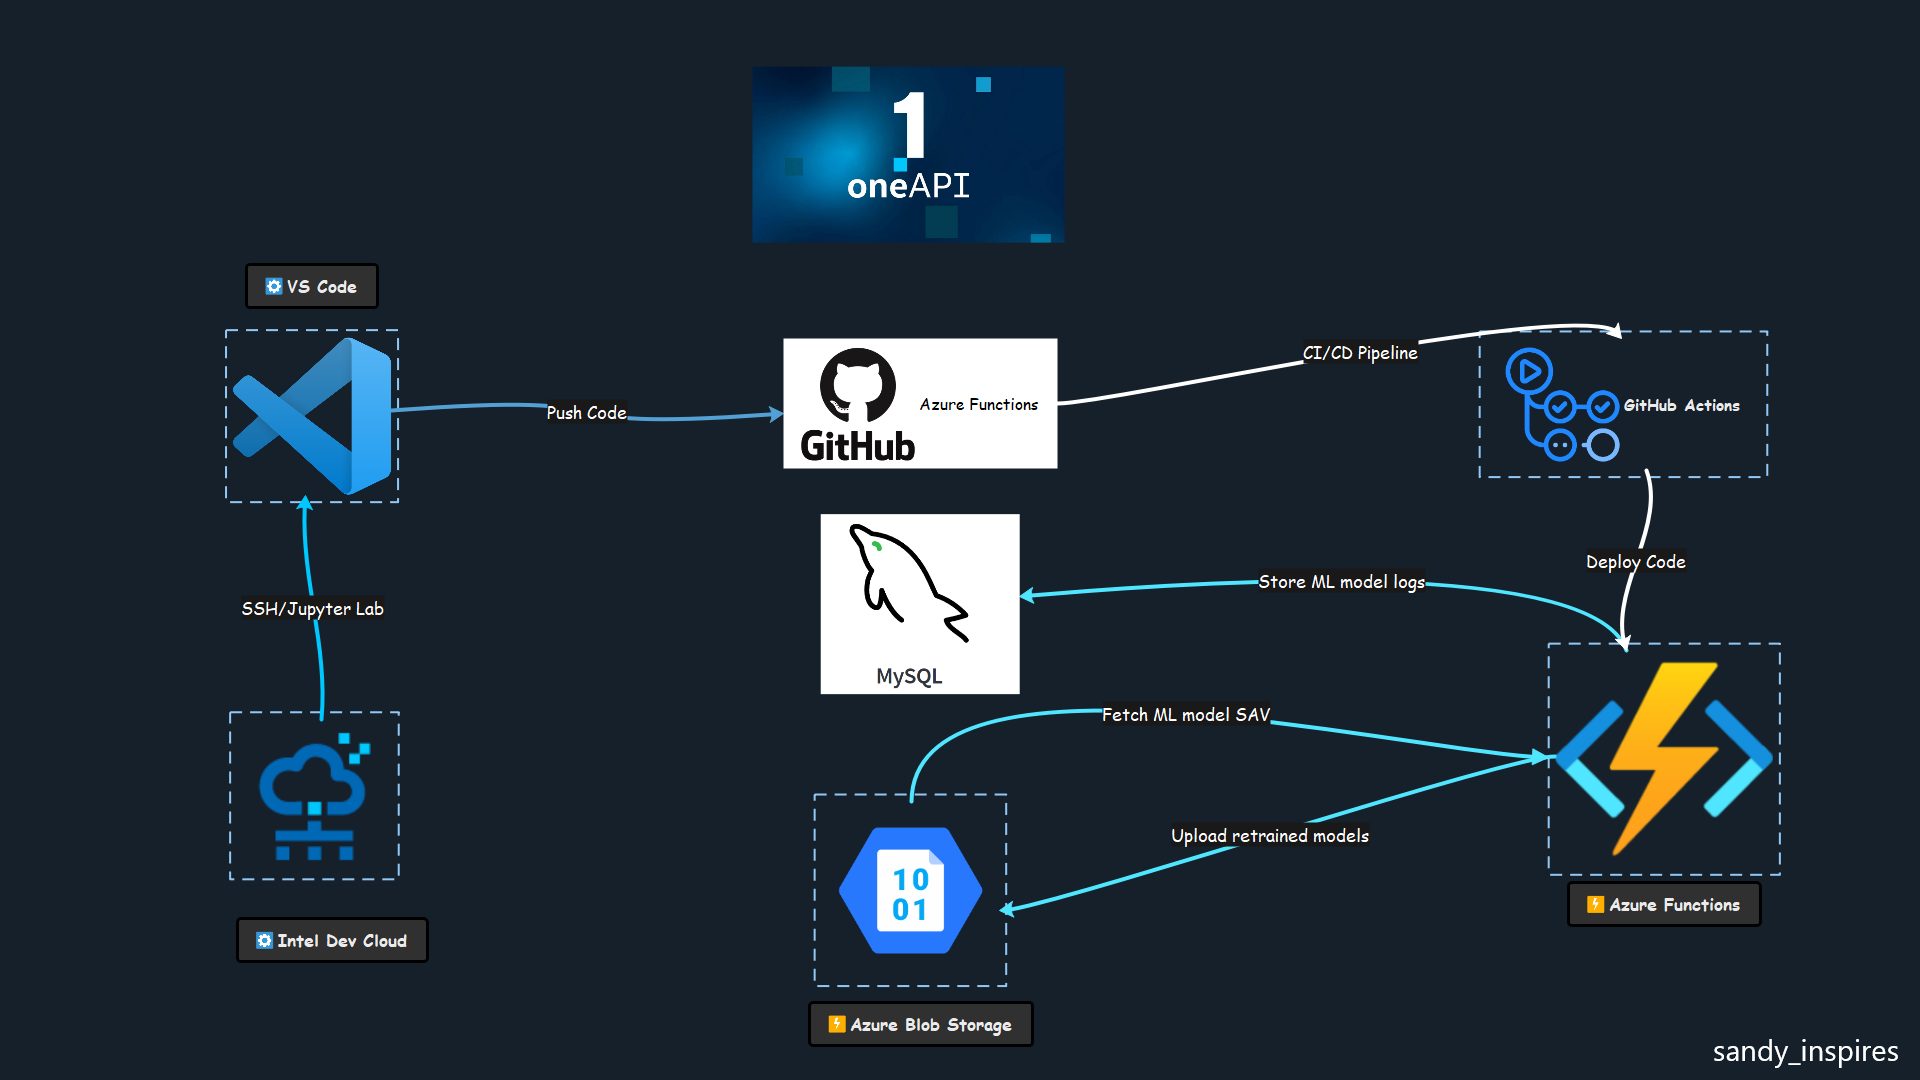 1
oneAPI
VS Code
Push Code
GitHub
Azure Functions
CI/CD Pipeline
GitHub Actions
SSH/Jupyter Lab
MySQL
Store ML model logs
Deploy Code
Fetch ML model SAV
Upload retrained models
10
01
Intel Dev Cloud
Azure Blob Storage
Azure Functions
sandy_inspires